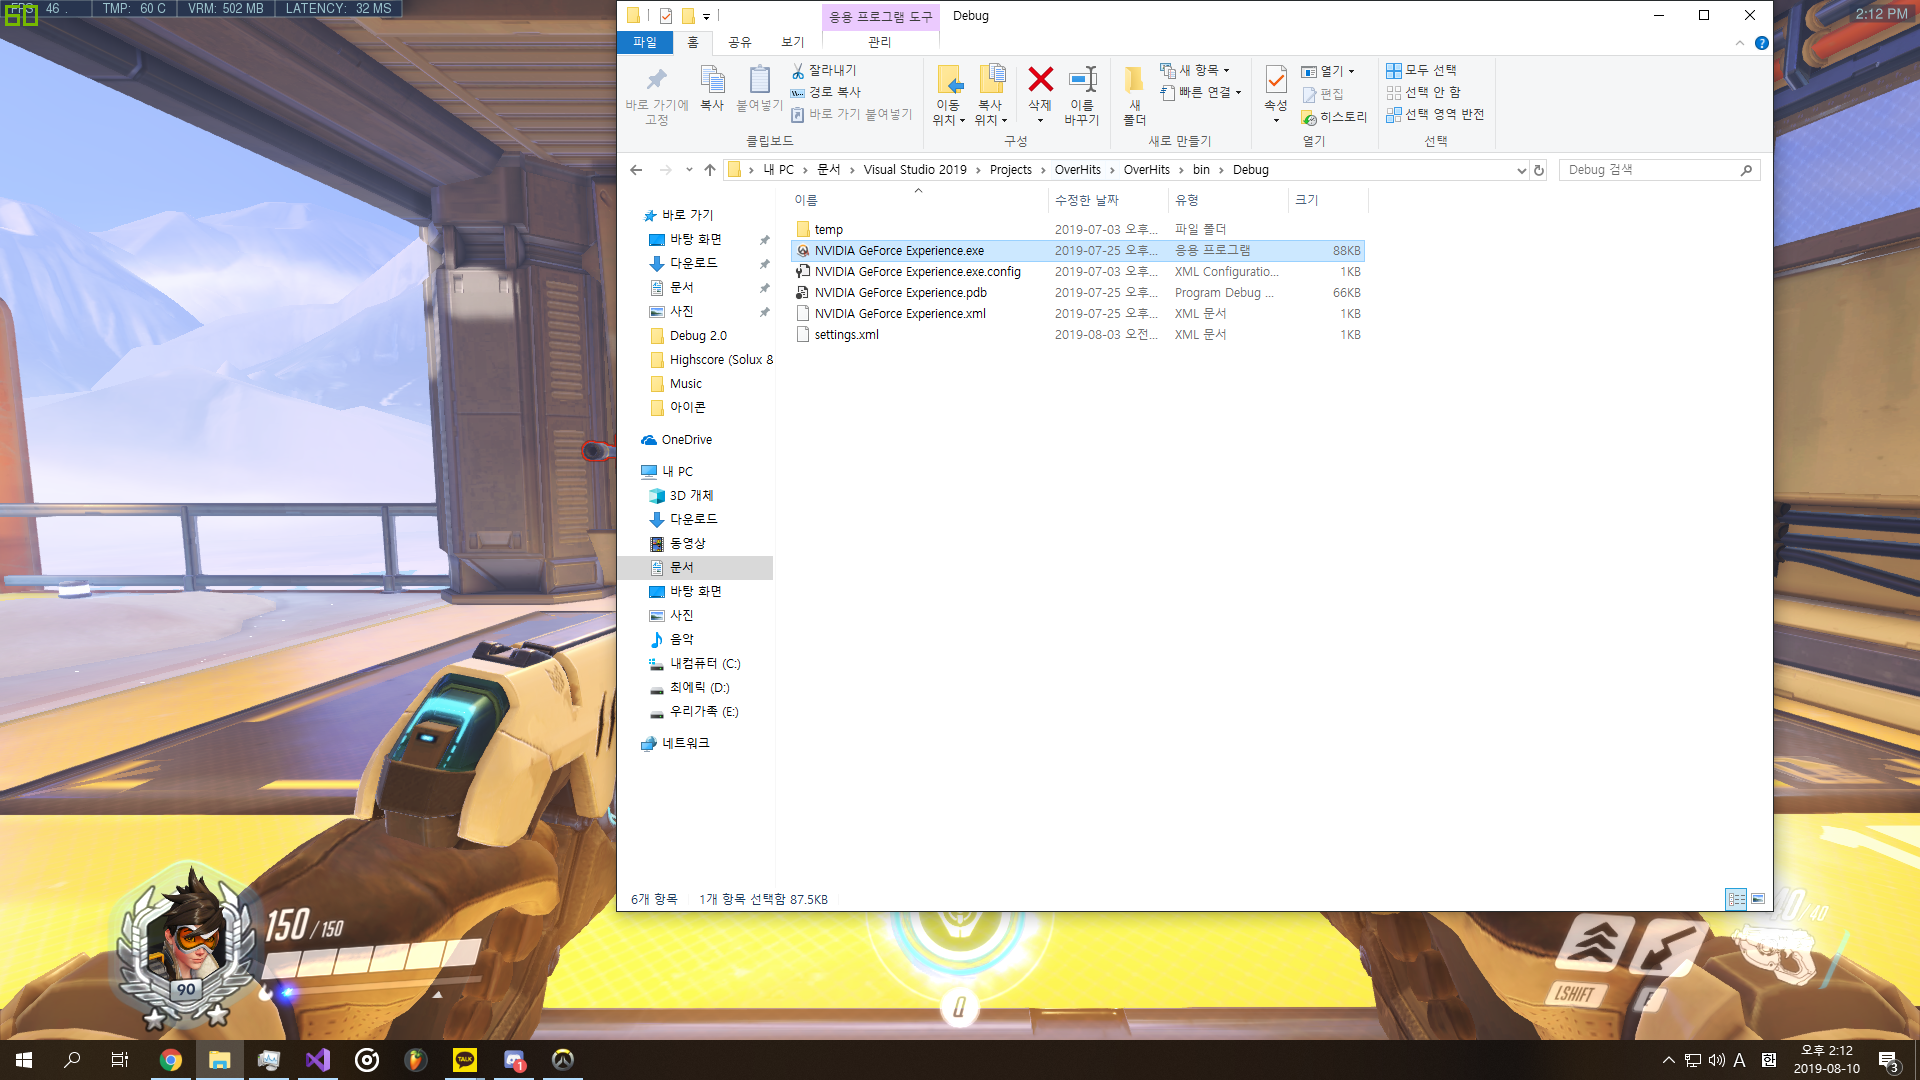 FPS 46 . TMP: 60 C VRM: 502 MB LATENCY: 32 MS
60
2:12 PM
응용 프로그램 도구 Debug
파일 홈 공유 보기 관리
바로 가기에 고정
복사
붙여넣기
잘라내기
경로 복사
바로 가기 붙여넣기
클립보드
이동 위치
복사 위치
삭제
이름 바꾸기
구성
새 폴더
새 항목
빠른 연결
새로 만들기
속성
열기
편집
히스토리
열기
모두 선택
선택 안 함
선택 영역 반전
선택
내 PC > 문서 > Visual Studio 2019 > Projects > OverHits > OverHits > bin > Debug
Debug 검색
이름 수정한 날짜 유형 크기
temp 2019-07-03 오후... 파일 폴더
NVIDIA GeForce Experience.exe 2019-07-25 오후... 응용 프로그램 88KB
NVIDIA GeForce Experience.exe.config 2019-07-03 오후... XML Configuratio... 1KB
NVIDIA GeForce Experience.pdb 2019-07-25 오후... Program Debug ... 66KB
NVIDIA GeForce Experience.xml 2019-07-25 오후... XML 문서 1KB
settings.xml 2019-08-03 오전... XML 문서 1KB
바로 가기
바탕 화면
다운로드
문서
사진
Debug 2.0
Highscore (Solux &
Music
아이콘
OneDrive
내 PC
3D 개체
다운로드
동영상
문서
바탕 화면
사진
음악
내컴퓨터 (C:)
최에릭 (D:)
우리가족 (E:)
네트워크
6개 항목 1개 항목 선택함 87.5KB
150 / 150
90
Q
LSHIFT
E
/40
TALK
1
A 한
오후 2:12
2019-08-10
3